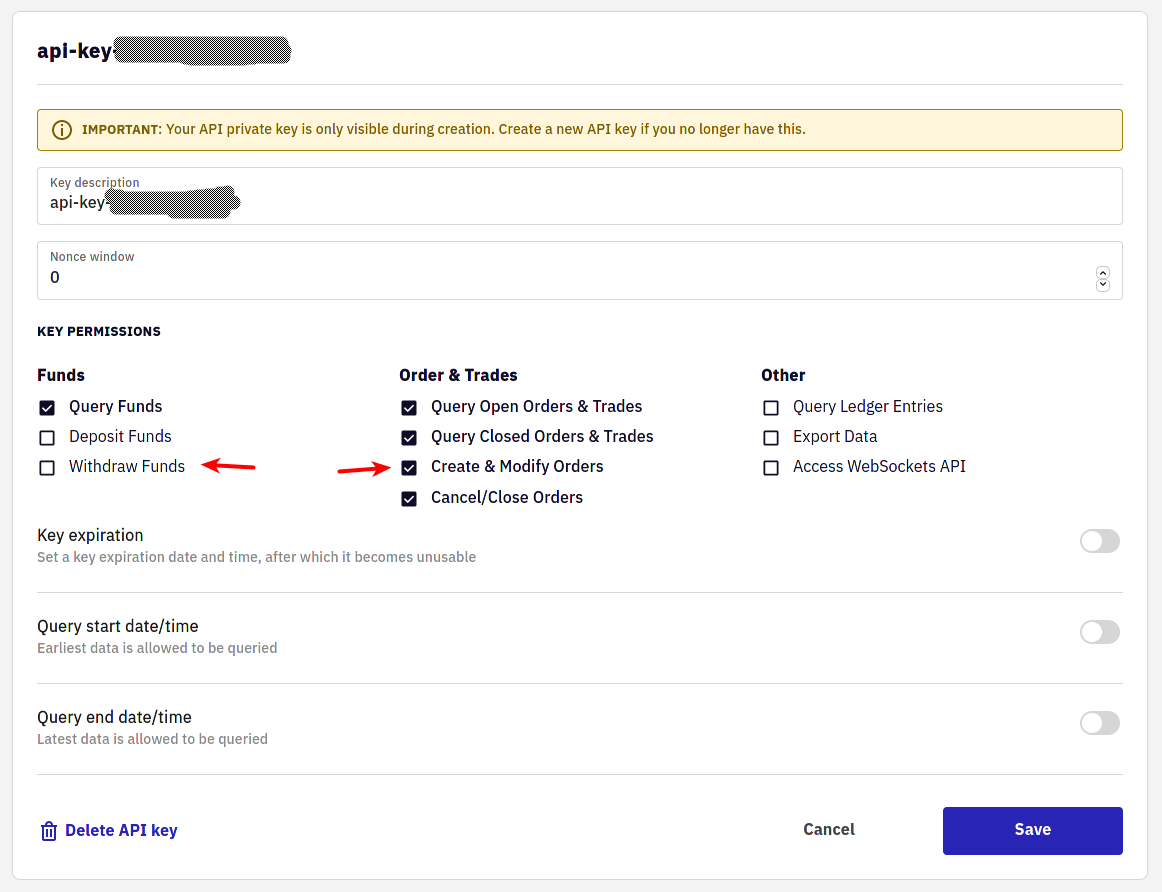 api-key-
IMPORTANT: Your API private key is only visible during creation. Create a new API key if you no longer have this.
Key description
api-key-
Nonce window
0
KEY PERMISSIONS
Funds
Query Funds
Deposit Funds
Withdraw Funds
Order & Trades
Query Open Orders & Trades
Query Closed Orders & Trades
Create & Modify Orders
Cancel/Close Orders
Other
Query Ledger Entries
Export Data
Access WebSockets API
Key expiration
Set a key expiration date and time, after which it becomes unusable
Query start date/time
Earliest data is allowed to be queried
Query end date/time
Latest data is allowed to be queried
Delete API key
Cancel
Save